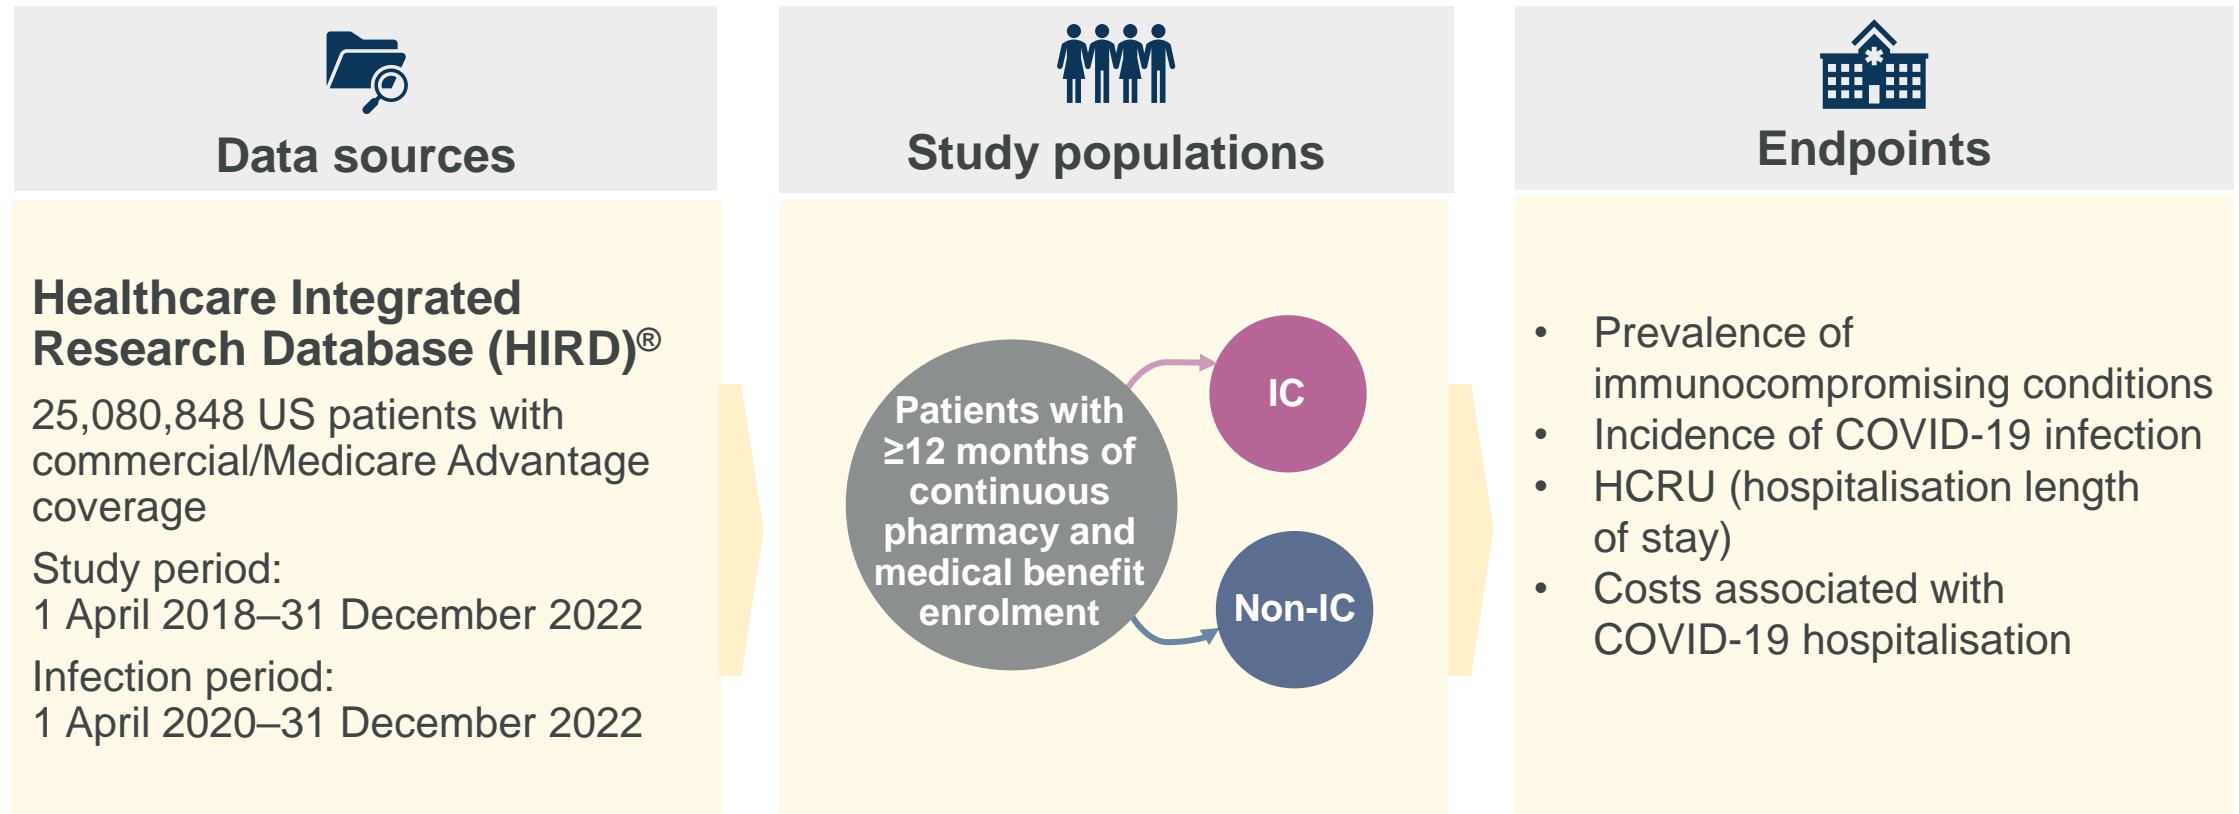 Data sources
Healthcare Integrated
Research Database (HIRD)®
25,080,848 US patients with
commercial/Medicare Advantage
coverage
Study period:
1 April 2018–31 December 2022
Infection period:
1 April 2020–31 December 2022
Study populations
Patients with
≥12 months of
continuous
pharmacy and
medical benefit
enrolment
IC
Non-IC
Endpoints
• Prevalence of
immunocompromising conditions
• Incidence of COVID-19 infection
• HCRU (hospitalisation length
of stay)
• Costs associated with
COVID-19 hospitalisation